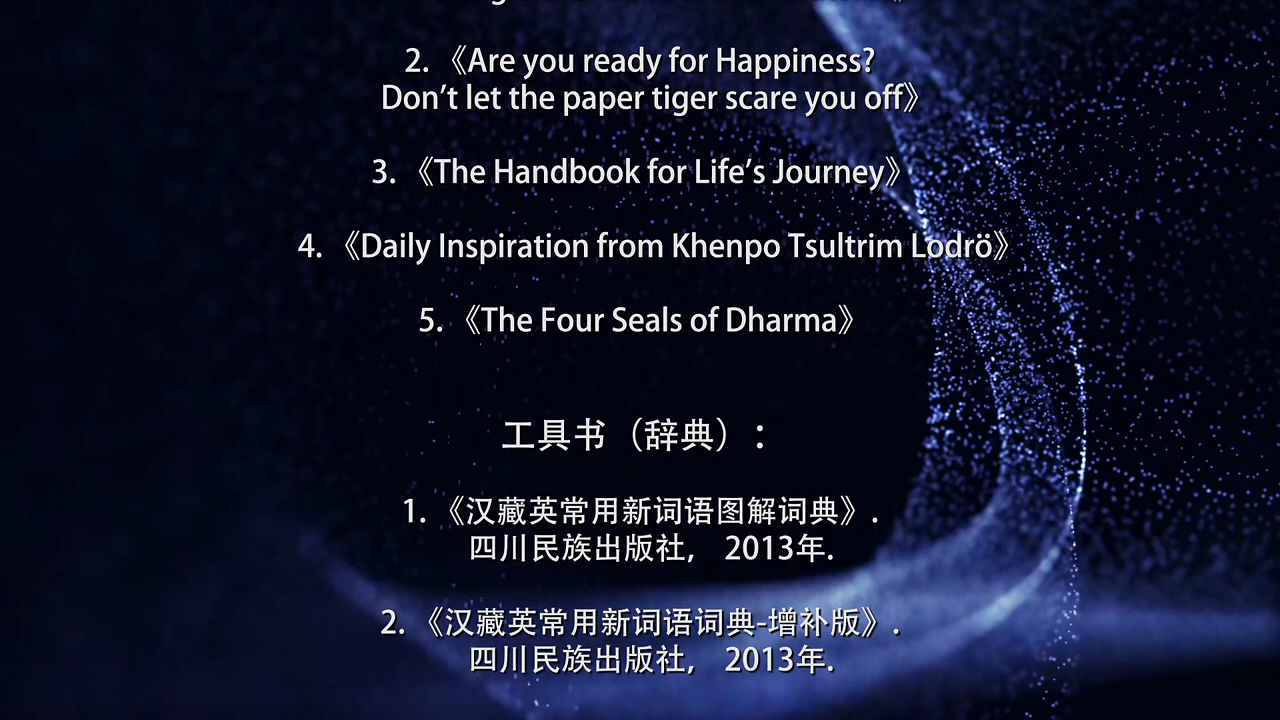 2. 《Are you ready for Happiness?
Don’t let the paper tiger scare you off》
3. 《The Handbook for Life’s Journey》
4. 《Daily Inspiration from Khenpo Tsultrim Lodrö》
5. 《The Four Seals of Dharma》
工具书（辞典）：
1. 《汉藏英常用新词语图解词典》.
四川民族出版社， 2013年.
2. 《汉藏英常用新词语词典-增补版》.
四川民族出版社， 2013年.